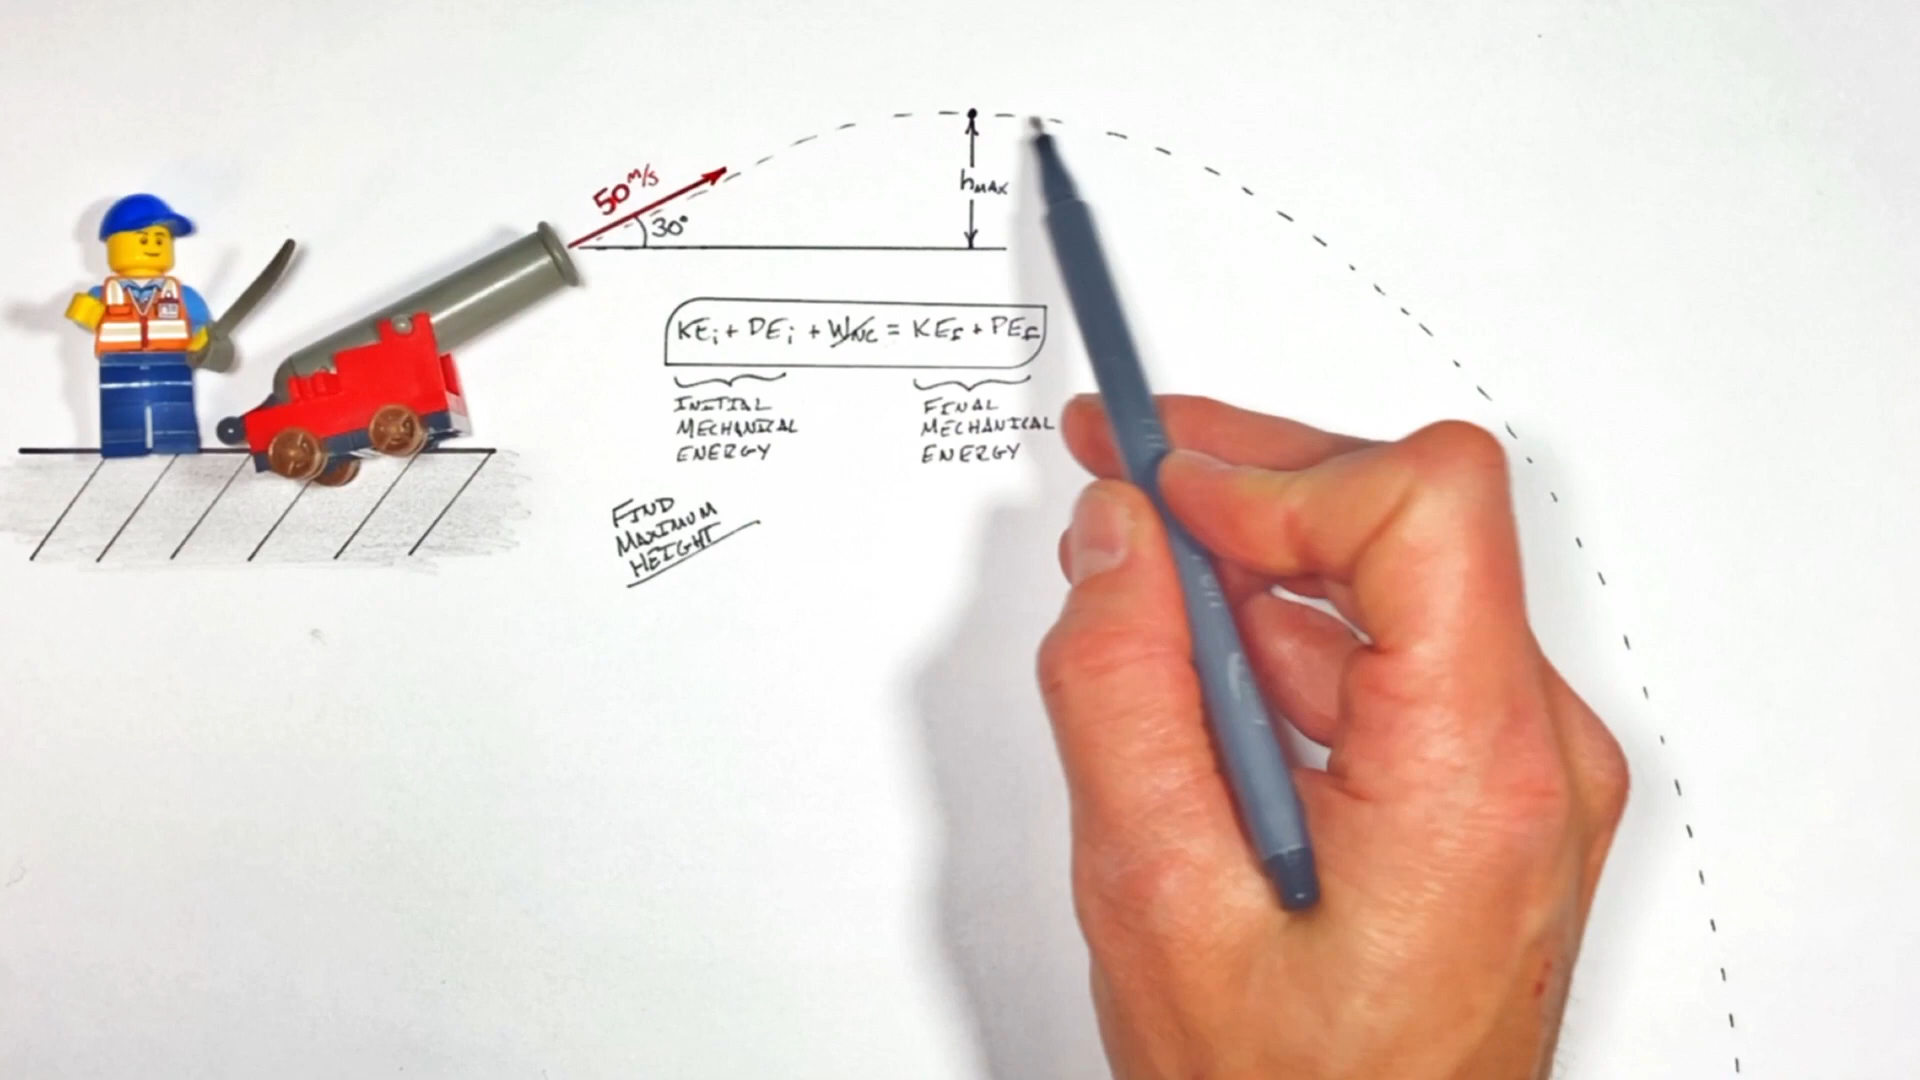 50 m/s
30°
hMAX
KEi + PEi + WNC = KEf + PEf
INITIAL
MECHANICAL
ENERGY
FINAL
MECHANICAL
ENERGY
FIND
MAXIMUM
HEIGHT